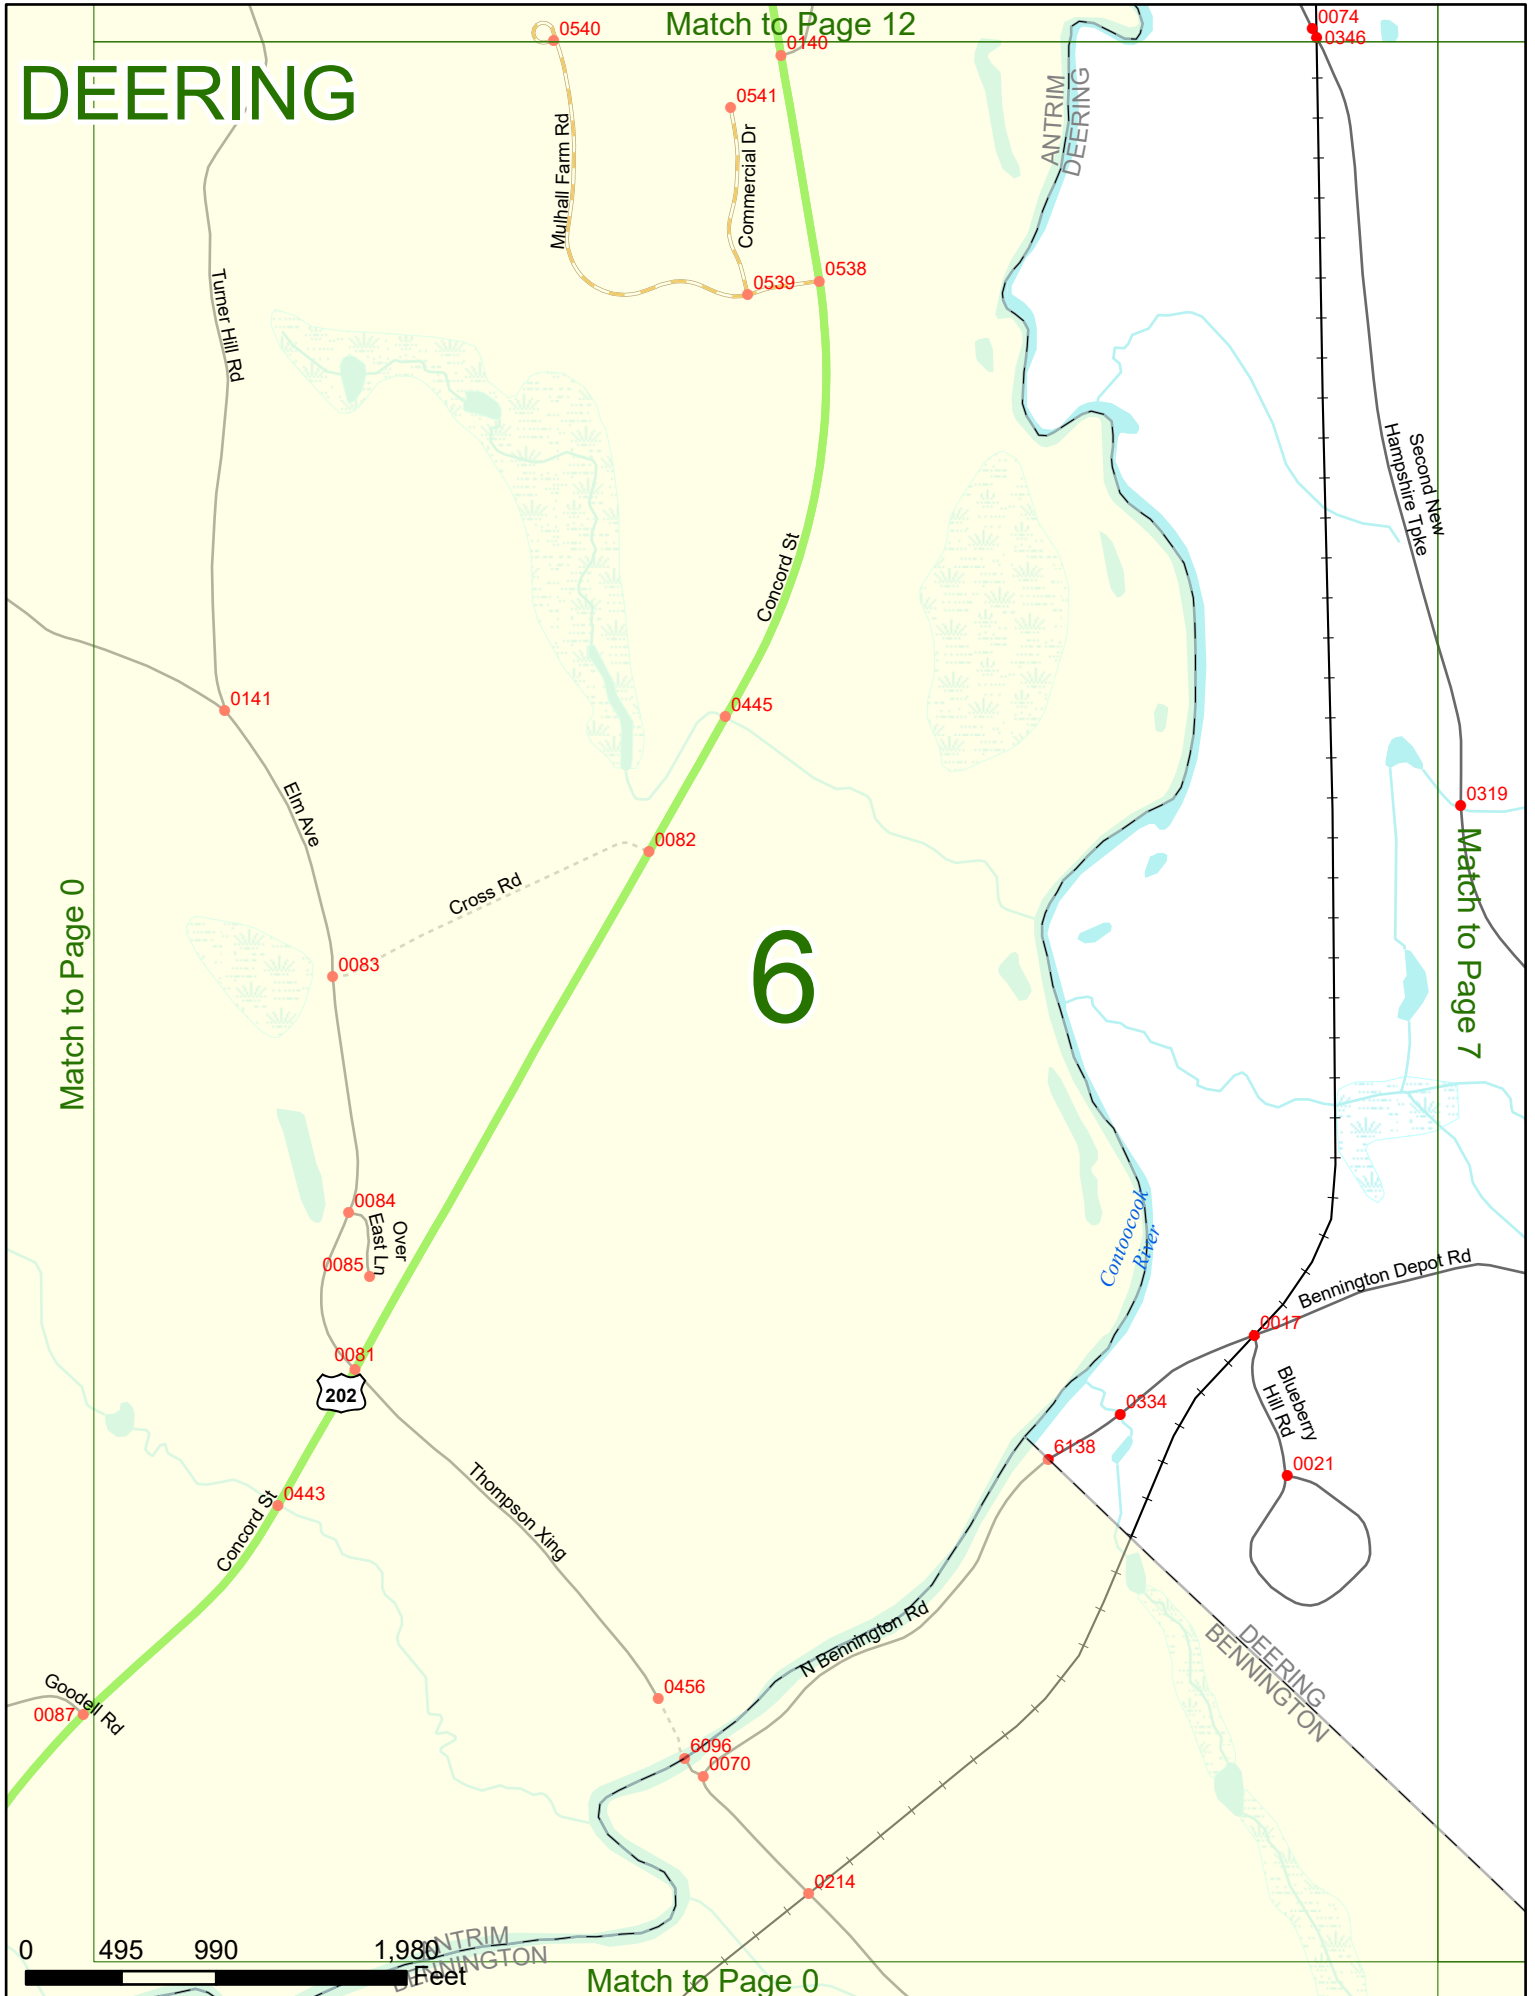 Match to Page 12
DEERING
0540
0140
0074
0346
0541
ANTRIM
DEERING
Mulhall Farm Rd
Commercial Dr
0538
0539
Turner Hill Rd
Second New
Hampshire Tpke
Concord St
0141
0445
Elm Ave
0319
0082
Cross Rd
Match to Page 0
0083
6
Match to Page 7
0084
Over
East Ln
0085
Contoocook
River
Bennington Depot Rd
0017
0081
202
Blueberry
Hill Rd
0334
6138
0021
0443
Concord St
Thompson Xing
N Bennington Rd
DEERING
BENNINGTON
0456
Goodell Rd
0087
6096
0070
0214
ANTRIM
BENNINGTON
0 495 990 1,980
Feet
Match to Page 0